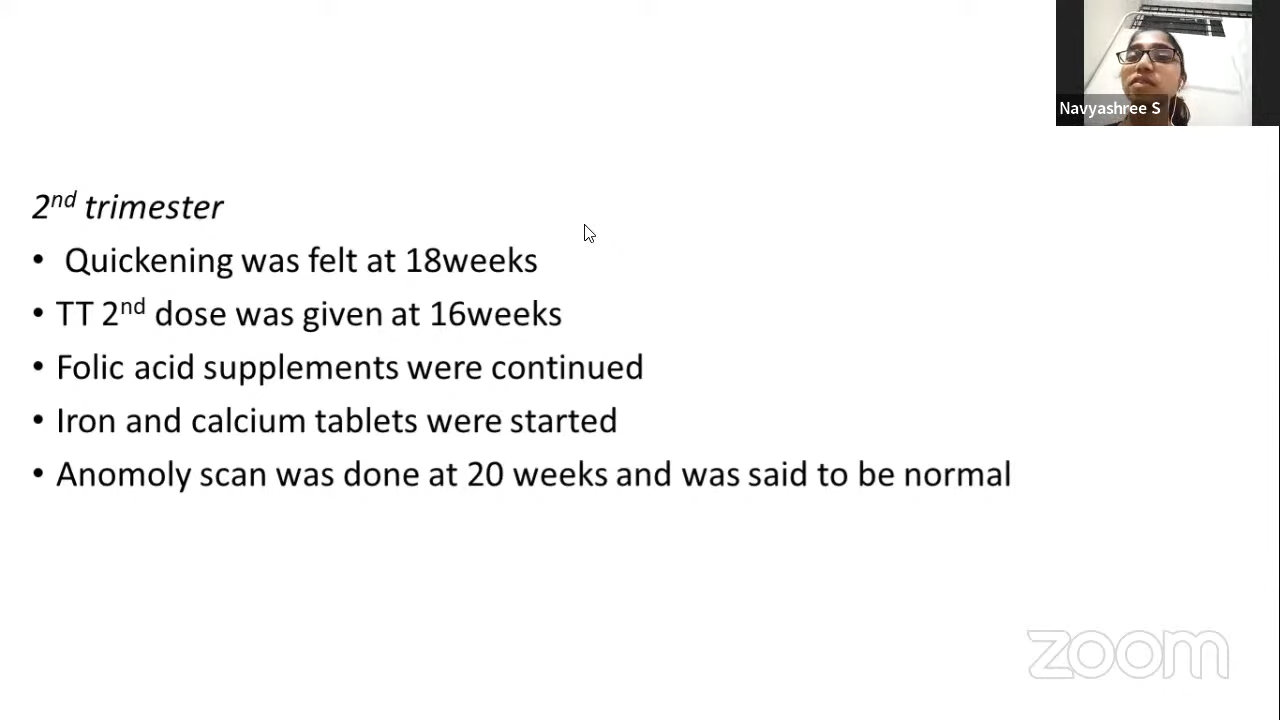 Navyashree S
2nd trimester
• Quickening was felt at 18weeks
• TT 2nd dose was given at 16weeks
• Folic acid supplements were continued
• Iron and calcium tablets were started
• Anomoly scan was done at 20 weeks and was said to be normal
zoom